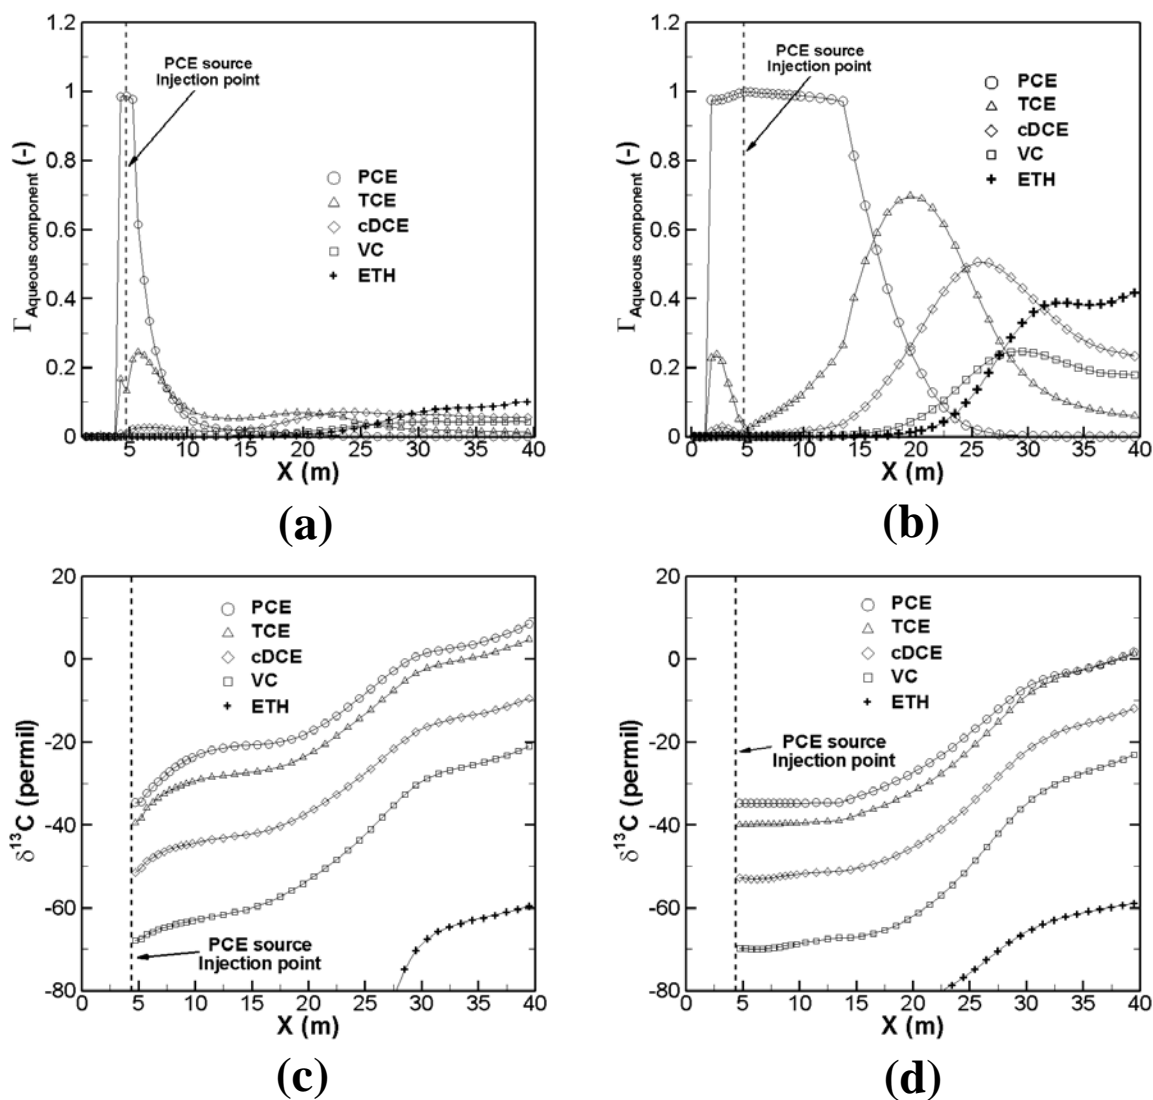 1.2
1
0.8
0.6
0.4
0.2
0
Γ Aqueous component (-)
PCE source
Injection point
PCE
TCE
cDCE
VC
ETH
5 10 15 20 25 30 35 40
X (m)
(a)
1.2
1
0.8
0.6
0.4
0.2
0
Γ Aqueous component (-)
PCE source
Injection point
PCE
TCE
cDCE
VC
ETH
0 5 10 15 20 25 30 35 40
X (m)
(b)
20
0
-20
-40
-60
-80
δ13C (permil)
PCE
TCE
cDCE
VC
ETH
PCE source
Injection point
0 5 10 15 20 25 30 35 40
X (m)
(c)
20
0
-20
-40
-60
-80
δ13C (permil)
PCE
TCE
cDCE
VC
ETH
PCE source
Injection point
0 5 10 15 20 25 30 35 40
X (m)
(d)